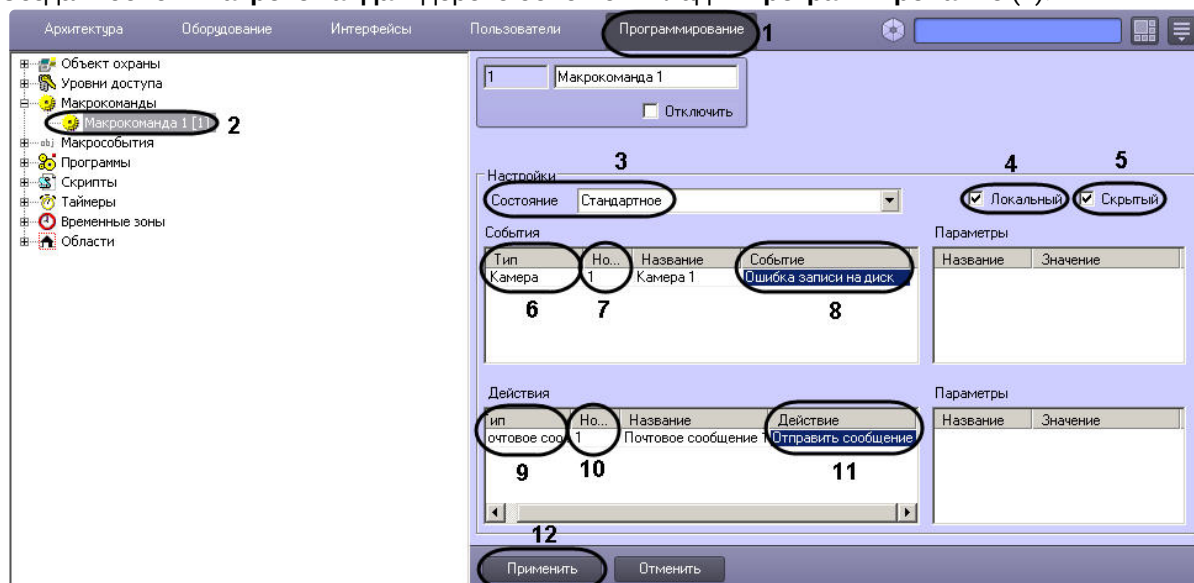 Архитектура Оборудование Интерфейсы Пользователи Программирование 1
Объект охраны
Уровни доступа
Макрокоманды
Макрокоманда 1 [1] 2
Макрособытия
Программы
Скрипты
Таймеры
Временные зоны
Области
1 Макрокоманда 1
Отключить
3 4 5
Настройки
Состояние Стандартное Локальный Скрытый
События Параметры
Тип Но... Название Событие Название Значение
Камера 1 Камера 1 Ошибка записи на диск
6 7 8
Действия Параметры
ип Но... Название Действие Название Значение
очтовое соо 1 Почтовое сообщение 1 Отправить сообщение
9 10 11
12
Применить Отменить